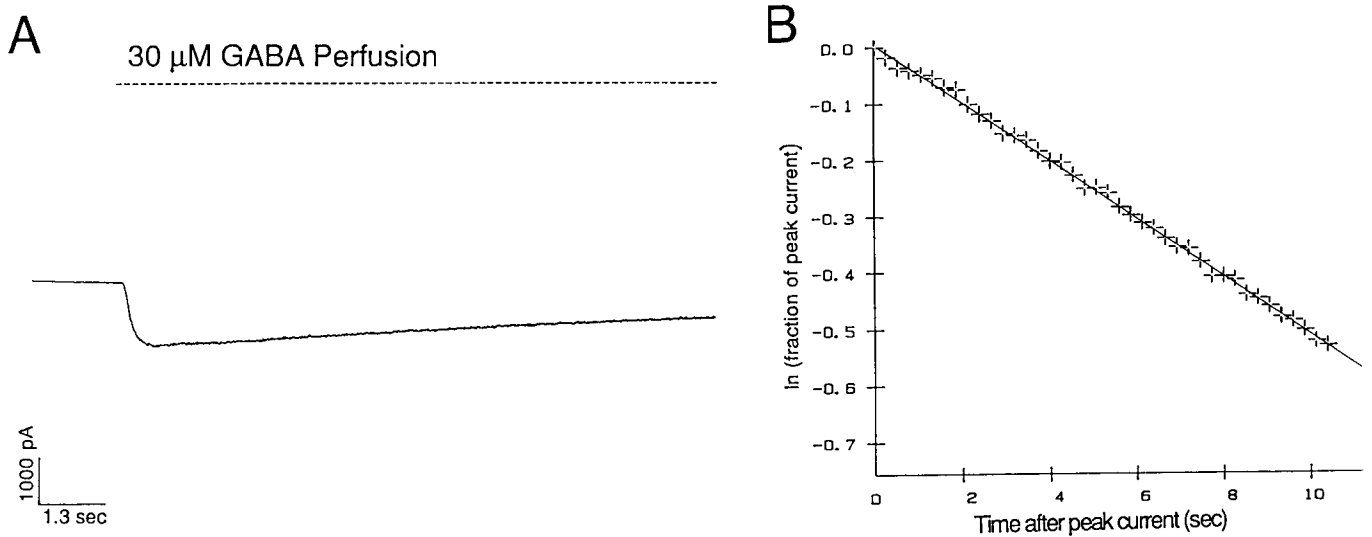 A
30 µM GABA Perfusion
1000 pA
1.3 sec
B
0.0
-0.1
-0.2
-0.3
-0.4
-0.5
-0.6
-0.7
ln (fraction of peak current)
0 2 4 6 8 10
Time after peak current (sec)